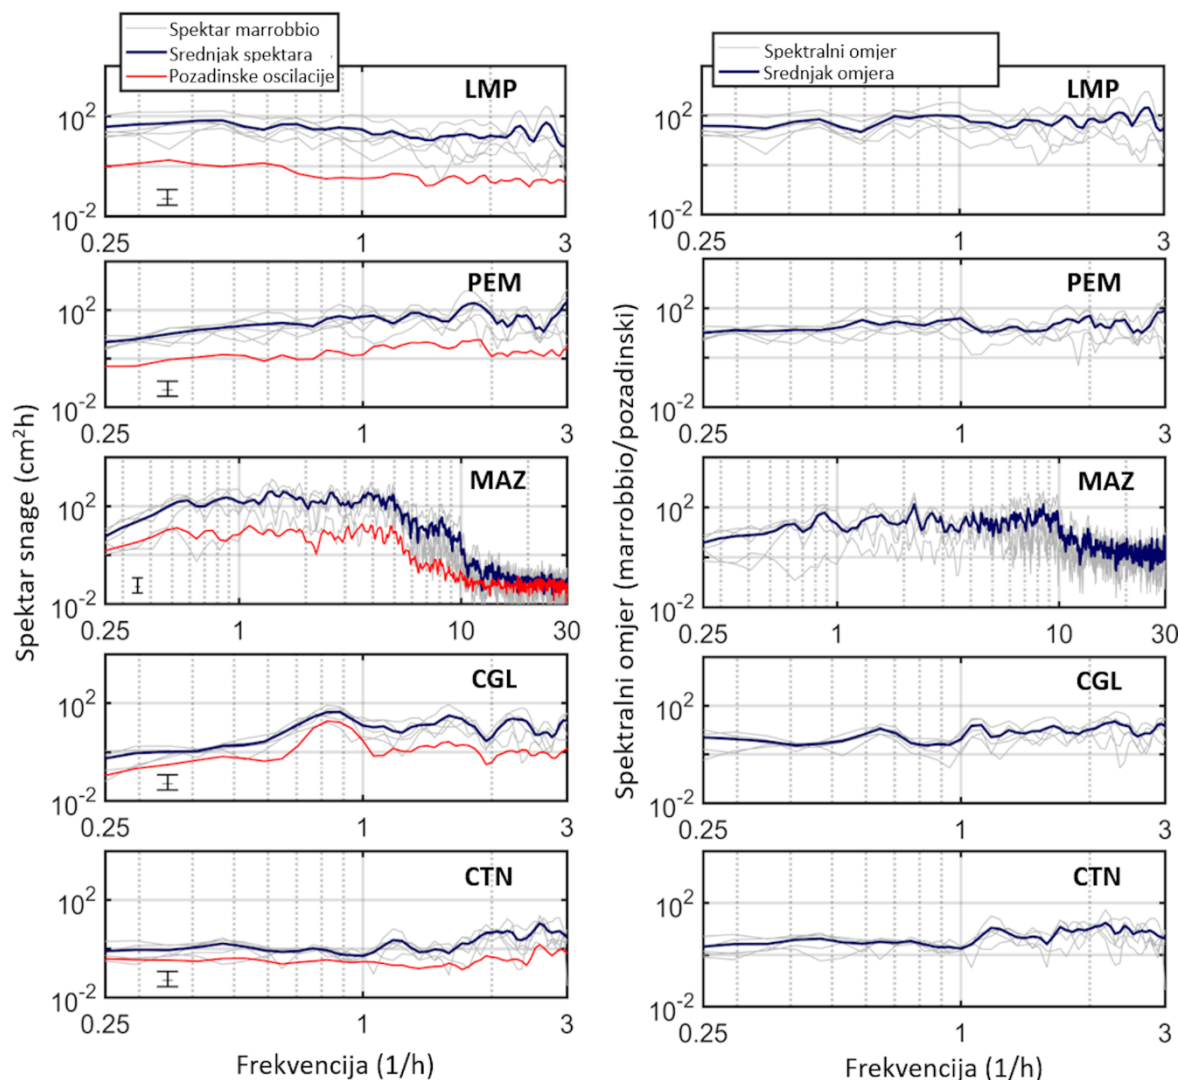 Spektar marrobbio
Srednjak spektara
Pozadinske oscilacije
Spektralni omjer
Srednjak omjera
LMP
10²
10⁻²
0.25
1
3
LMP
10²
10⁻²
0.25
1
3
PEM
10²
10⁻²
0.25
1
3
PEM
10²
10⁻²
0.25
1
3
MAZ
10²
10⁻²
0.25
1
10
30
MAZ
10²
10⁻²
0.25
1
10
30
CGL
10²
10⁻²
0.25
1
3
CGL
10²
10⁻²
0.25
1
3
CTN
10²
10⁻²
0.25
1
3
CTN
10²
10⁻²
0.25
1
3
Spektar snage (cm²h)
Spektralni omjer (marrobbio/pozadinski)
Frekvencija (1/h)
Frekvencija (1/h)